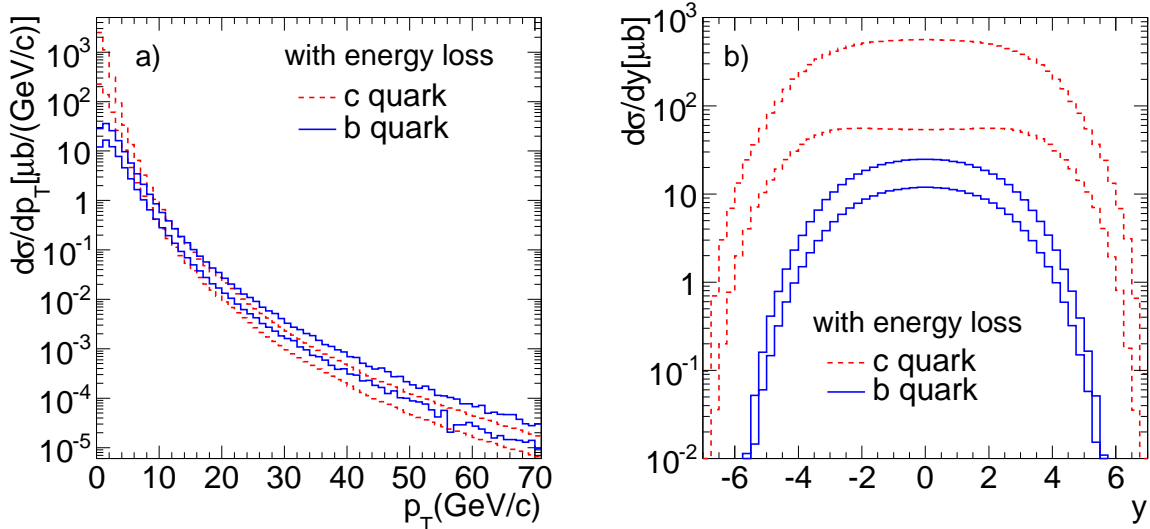 a)
with energy loss
c quark
b quark
dσ/dp_T[μb/(GeV/c)]
10^3
10^2
10
1
10^-1
10^-2
10^-3
10^-4
10^-5
0 10 20 30 40 50 60 70
p_T(GeV/c)
b)
with energy loss
c quark
b quark
dσ/dy[μb]
10^3
10^2
10
1
10^-1
10^-2
-6 -4 -2 0 2 4 6
y